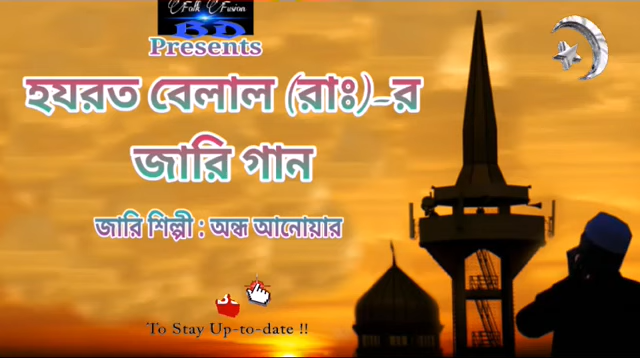 Folk Fusion
BD
Presents
হযরত বেলাল (রাঃ)-র
জারি গান
জারি শিল্পী : অন্ধ আনোয়ার
To Stay Up-to-date !!